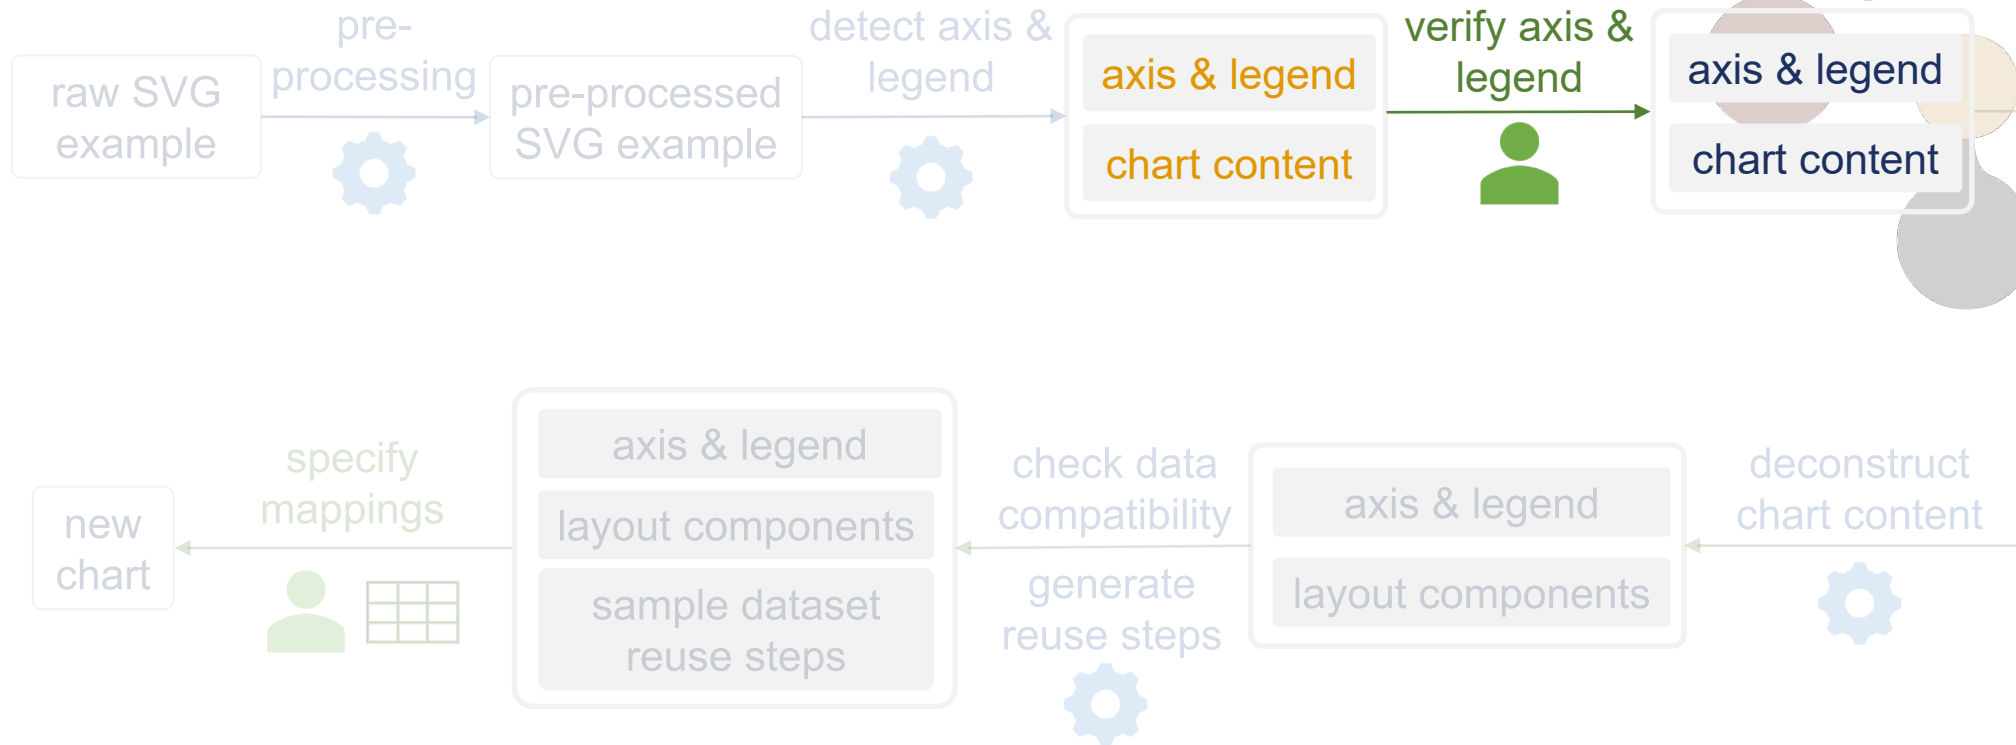 pre-
processing
detect axis &
legend
verify axis &
legend
raw SVG
example
pre-processed
SVG example
axis & legend
chart content
axis & legend
chart content
specify
mappings
new
chart
axis & legend
layout components
sample dataset
reuse steps
check data
compatibility
generate
reuse steps
axis & legend
layout components
deconstruct
chart content